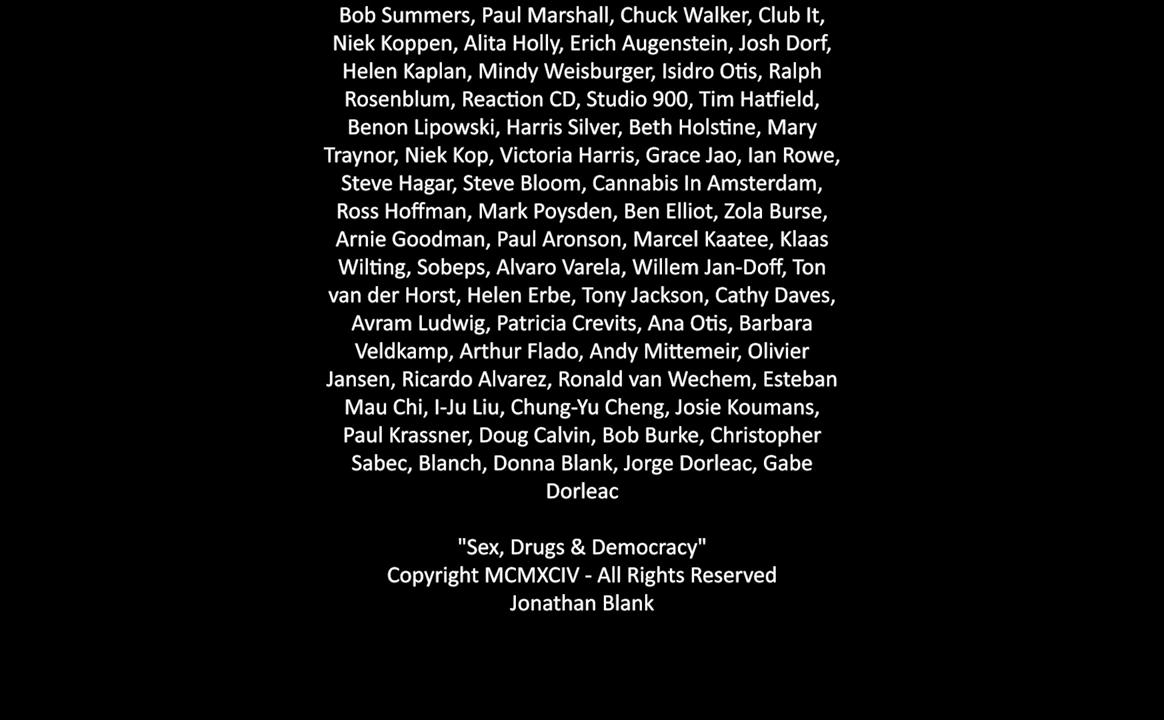 Bob Summers, Paul Marshall, Chuck Walker, Club It,
Niek Koppen, Alita Holly, Erich Augenstein, Josh Dorf,
Helen Kaplan, Mindy Weisburger, Isidro Otis, Ralph
Rosenblum, Reaction CD, Studio 900, Tim Hatfield,
Benon Lipowski, Harris Silver, Beth Holstine, Mary
Traynor, Niek Kop, Victoria Harris, Grace Jao, Ian Rowe,
Steve Hagar, Steve Bloom, Cannabis In Amsterdam,
Ross Hoffman, Mark Poysden, Ben Elliot, Zola Burse,
Arnie Goodman, Paul Aronson, Marcel Kaatee, Klaas
Wilting, Sobeps, Alvaro Varela, Willem Jan-Doff, Ton
van der Horst, Helen Erbe, Tony Jackson, Cathy Daves,
Avram Ludwig, Patricia Crevits, Ana Otis, Barbara
Veldkamp, Arthur Flado, Andy Mittemeir, Olivier
Jansen, Ricardo Alvarez, Ronald van Wechem, Esteban
Mau Chi, I-Ju Liu, Chung-Yu Cheng, Josie Koumans,
Paul Krassner, Doug Calvin, Bob Burke, Christopher
Sabec, Blanch, Donna Blank, Jorge Dorleac, Gabe
Dorleac
"Sex, Drugs & Democracy"
Copyright MCMXCIV - All Rights Reserved
Jonathan Blank